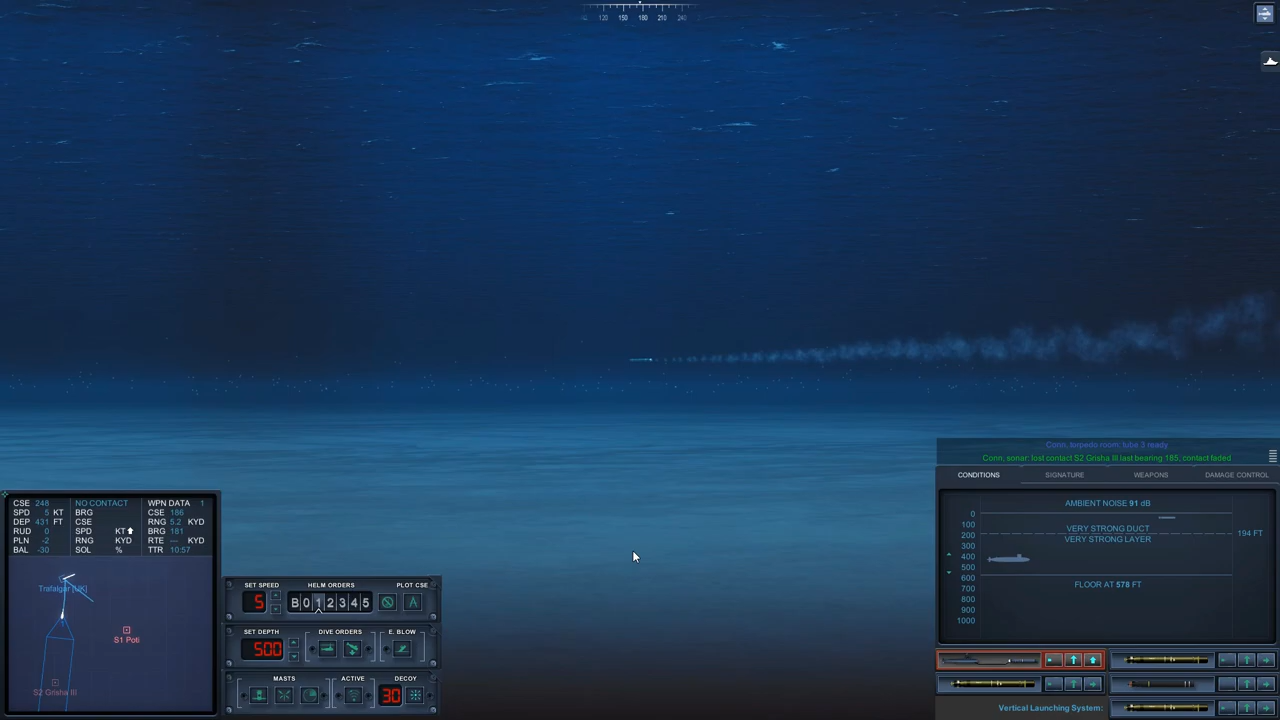 120 150 180 210 240
Conn, torpedo room: tube 3 ready
Conn, sonar: lost contact S2 Grisha III last bearing 185, contact faded
CONDITIONS SIGNATURE WEAPONS DAMAGE CONTROL
AMBIENT NOISE 91 dB
0
100
VERY STRONG DUCT
200
194 FT
VERY STRONG LAYER
300
400
500
FLOOR AT 578 FT
600
700
800
900
1000
Vertical Launching System:
CSE 248 NO CONTACT WPN DATA 1
SPD 5 KT BRG CSE 186
DEP 431 FT CSE RNG 5.2 KYD
RUD 0 SPD KT BRG 181
PLN -2 RNG KYD RTE --- KYD
BAL -30 SOL % TTR 10:57
Trafalgar [UK]
S1 Poti
S2 Grisha III
SET SPEED HELM ORDERS PLOT CSE
5 B 0 1 2 3 4 5
SET DEPTH DIVE ORDERS E. BLOW
500
MASTS ACTIVE DECOY
30